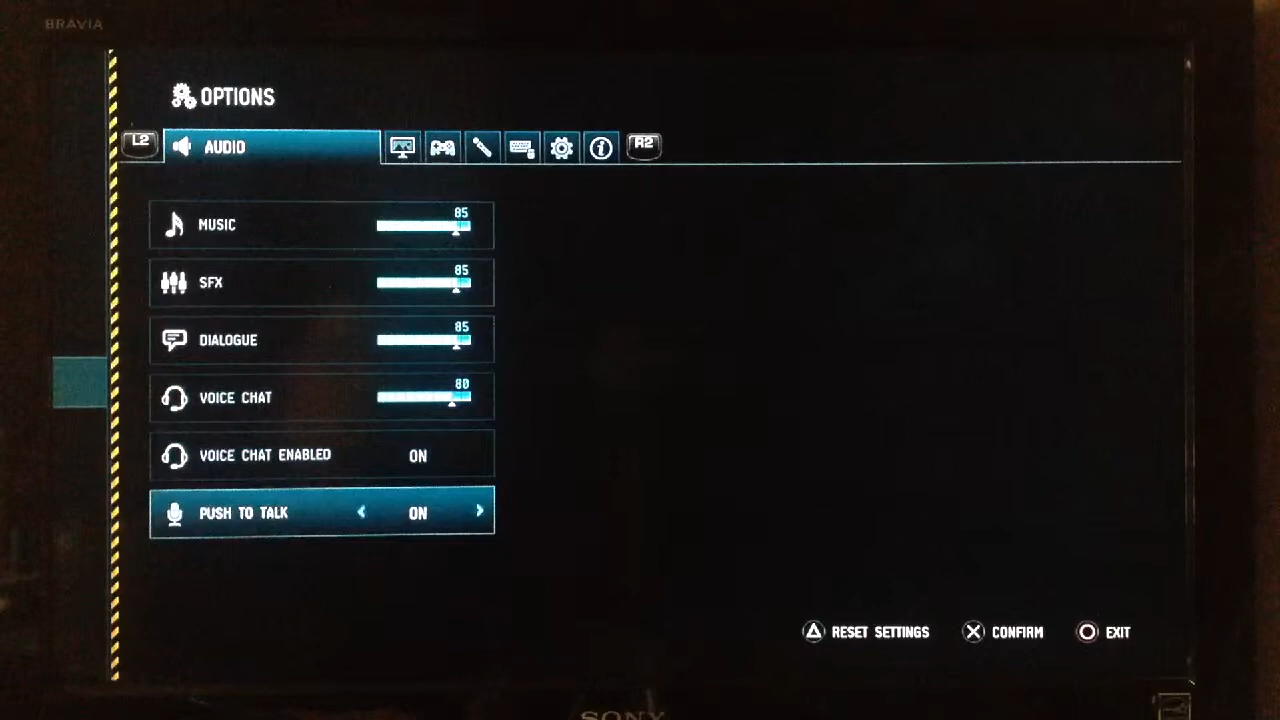 BRAVIA
OPTIONS
L2 AUDIO R2
MUSIC 85
SFX 85
DIALOGUE 85
VOICE CHAT 80
VOICE CHAT ENABLED ON
PUSH TO TALK ON
RESET SETTINGS CONFIRM EXIT
SONY